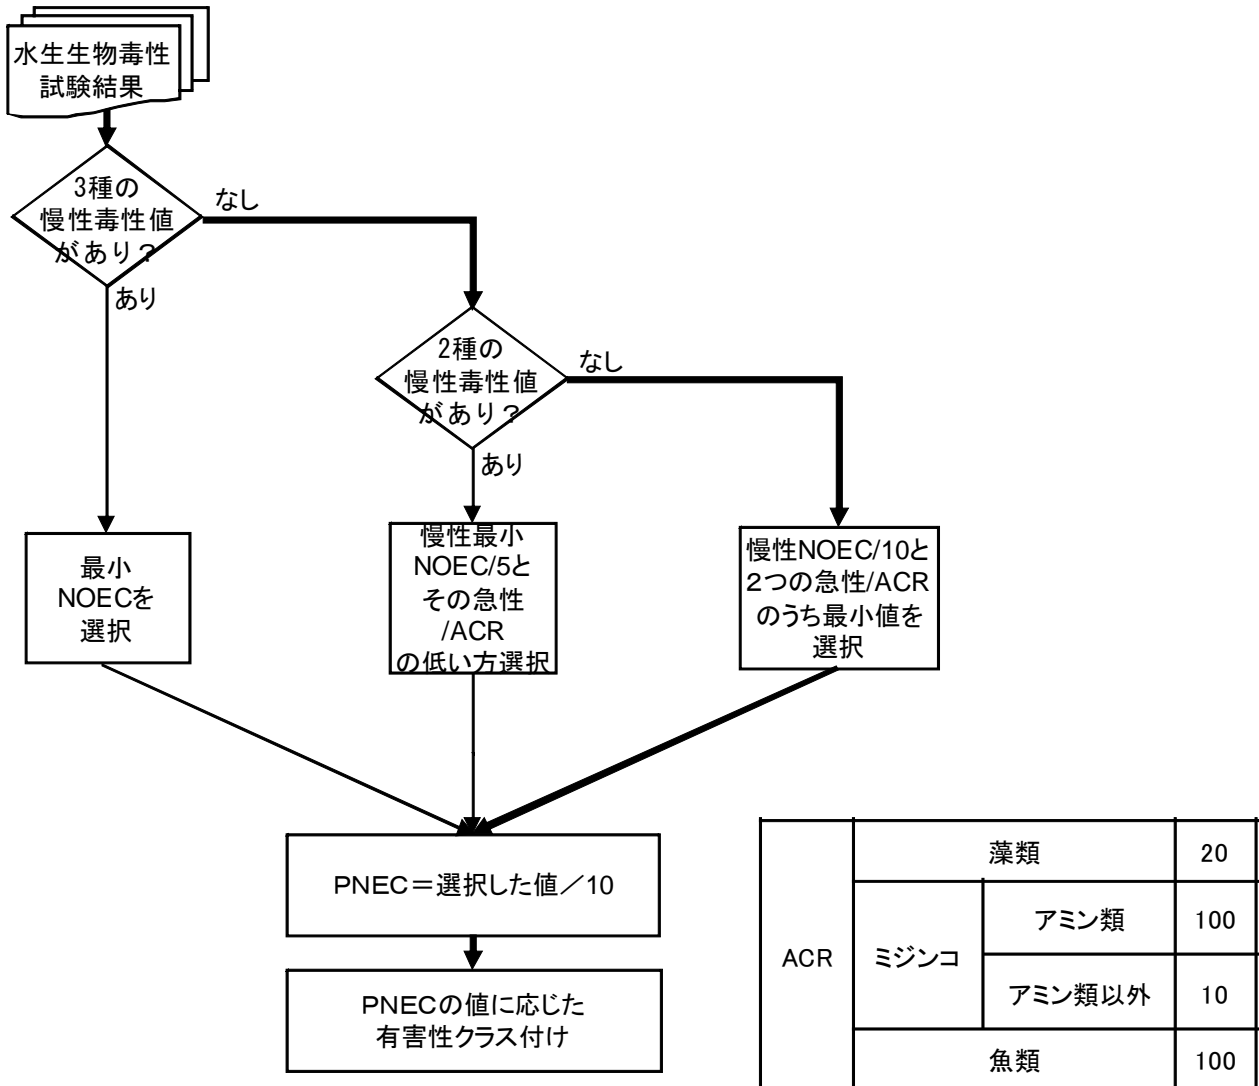 水生生物毒性
試験結果
3種の
慢性毒性値
があり？
なし
あり
2種の
慢性毒性値
があり？
なし
あり
最小
NOECを
選択
慢性最小
NOEC/5と
その急性
/ACR
の低い方選択
慢性NOEC/10と
2つの急性/ACR
のうち最小値を
選択
PNEC＝選択した値／10
PNECの値に応じた
有害性クラス付け
ACR
藻類
20
ミジンコ
アミン類
100
アミン類以外
10
魚類
100